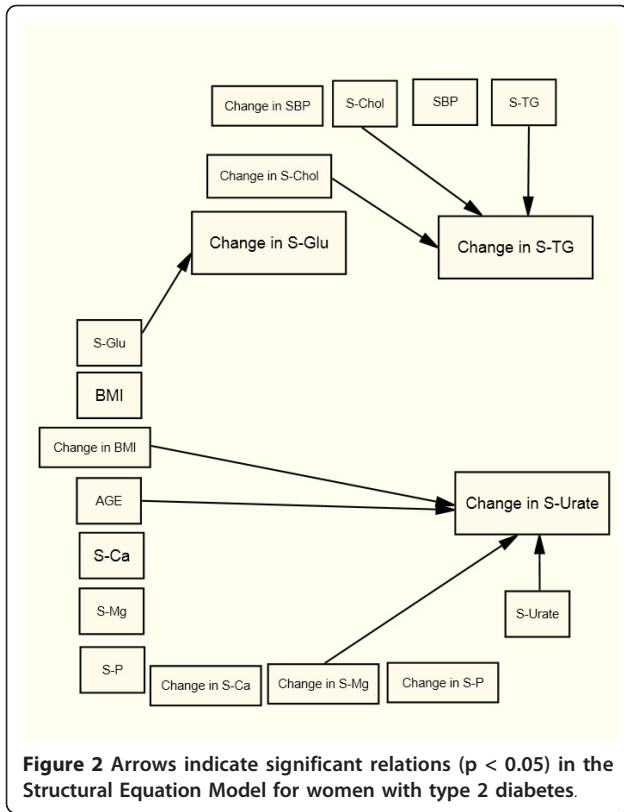 Change in SBP
S-Chol
SBP
S-TG
Change in S-Chol
Change in S-Glu
Change in S-TG
S-Glu
BMI
Change in BMI
AGE
Change in S-Urate
S-Ca
S-Mg
S-Urate
S-P
Change in S-Ca
Change in S-Mg
Change in S-P
Figure 2 Arrows indicate significant relations (p < 0.05) in the
Structural Equation Model for women with type 2 diabetes.